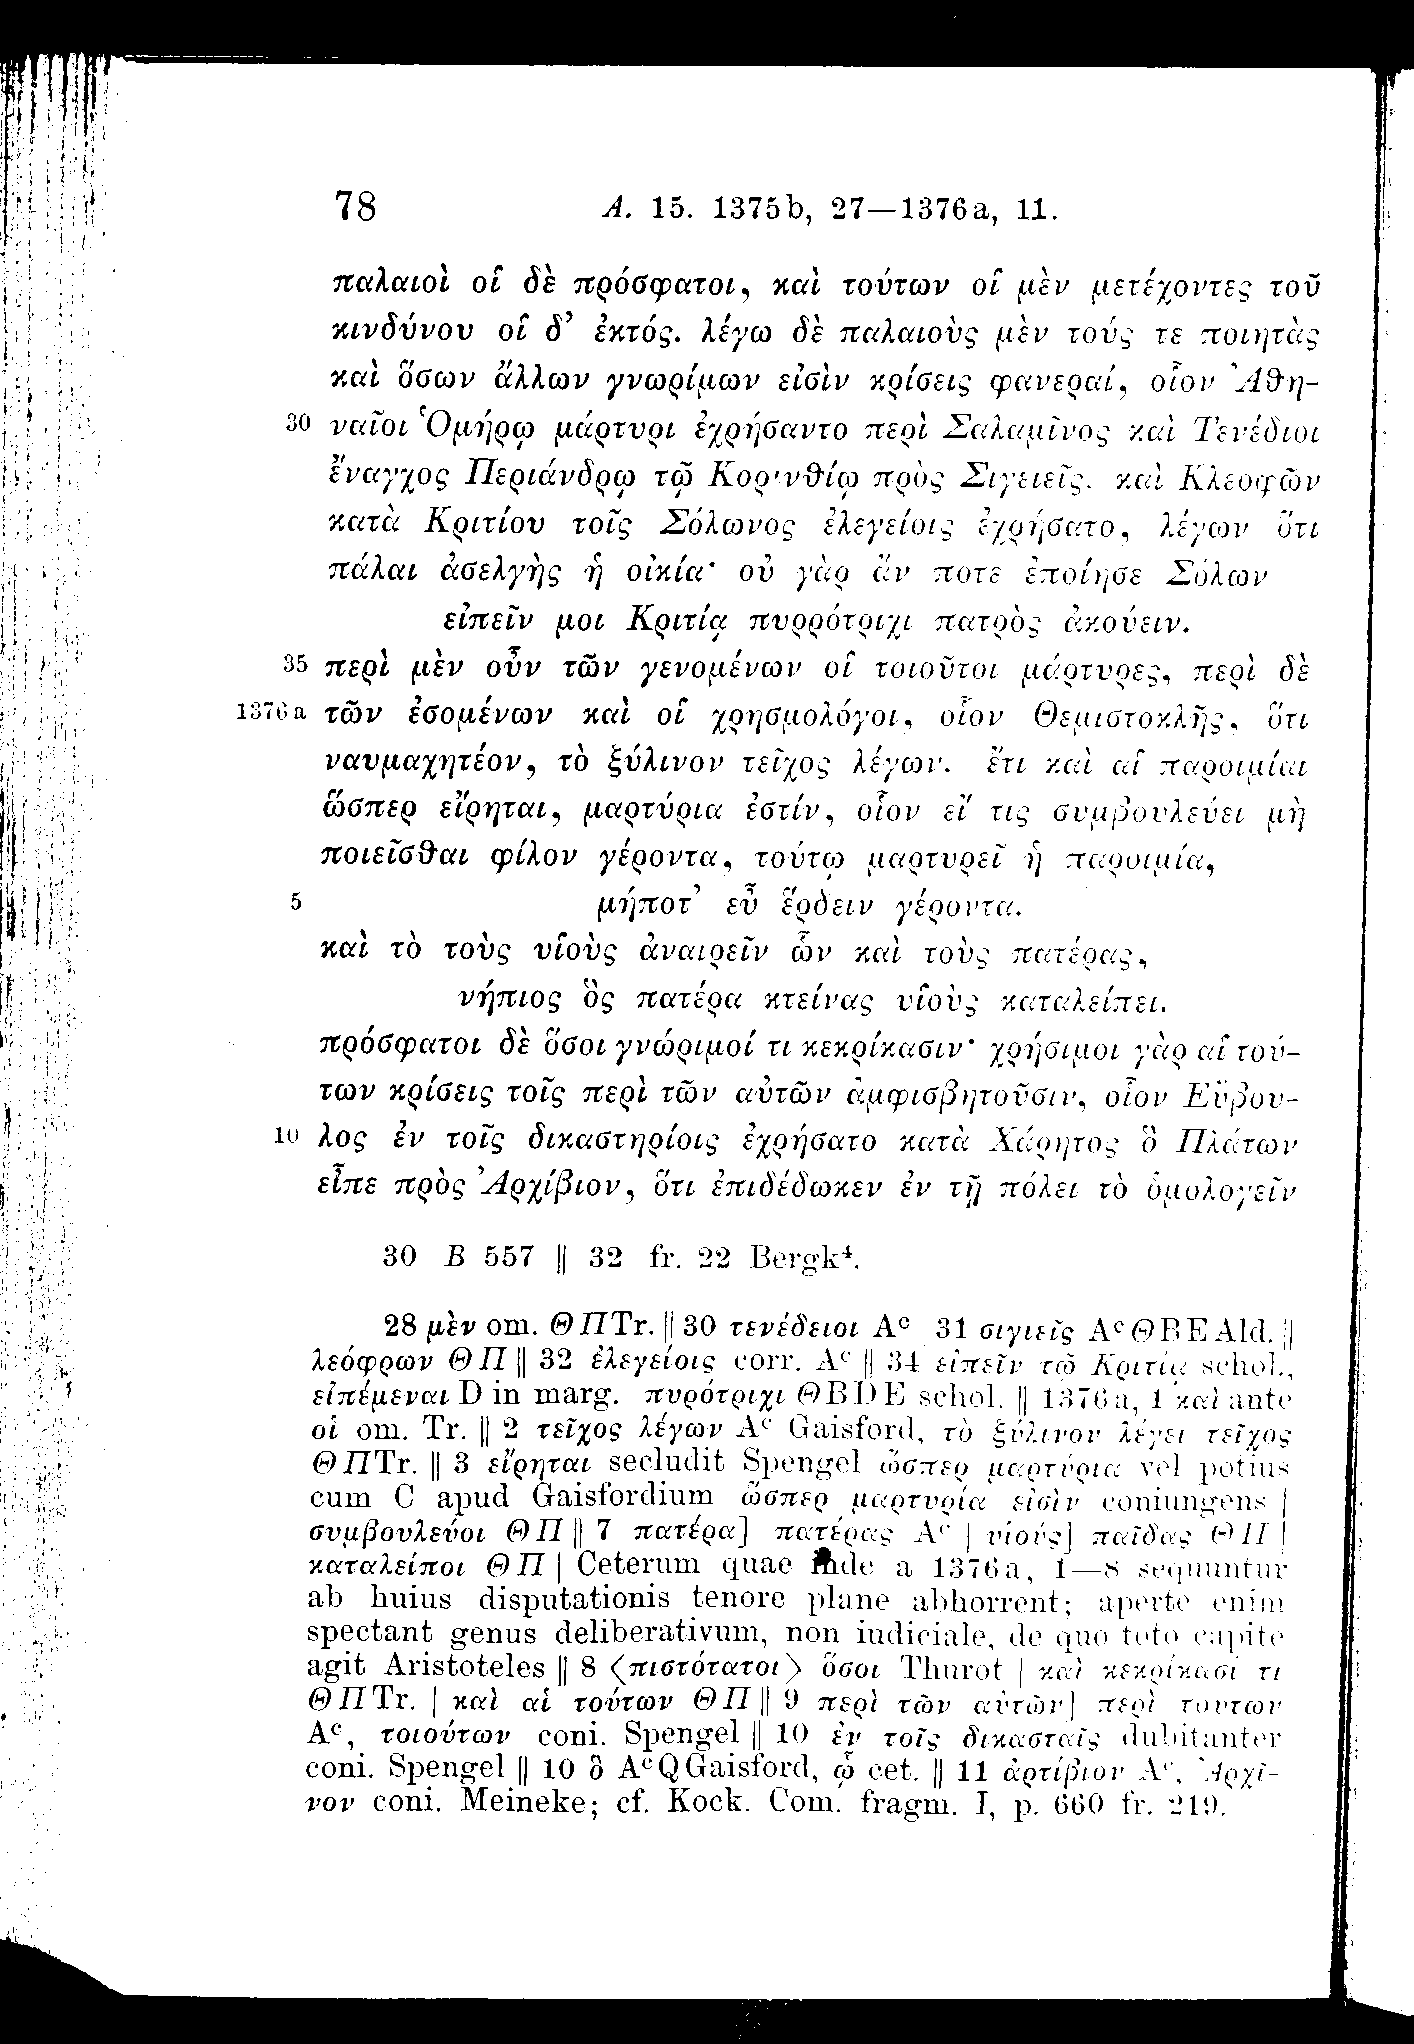 78 A. 15. 1375b, 27—1376a, 11.
παλαιοὶ οἱ δὲ πρόσφατοι, καὶ τούτων οἱ μὲν μετέχοντες τοῦ
κινδύνου οἱ δ’ ἐκτός. λέγω δὲ παλαιοὺς μὲν τούς τε ποιητὰς
καὶ ὅσων ἄλλων γνωρίμων εἰσὶν κρίσεις φανεραί, οἷον Ἀθη-
30 ναῖοι Ὁμήρῳ μάρτυρι ἐχρήσαντο περὶ Σαλαμῖνος καὶ Τενέδιοι
ἔναγχος Περιάνδρῳ τῷ Κορινθίῳ πρὸς Σιγειεῖς. καὶ Κλεοφῶν
κατὰ Κριτίου τοῖς Σόλωνος ἐλεγείοις ἐχρήσατο, λέγων ὅτι
πάλαι ἀσελγὴς ἡ οἰκία· οὐ γὰρ ἄν ποτε ἐποίησε Σόλων
εἰπεῖν μοι Κριτίᾳ πυρρότριχι πατρὸς ἀκούειν.
35 περὶ μὲν οὖν τῶν γενομένων οἱ τοιοῦτοι μάρτυρες, περὶ δὲ
1376a τῶν ἐσομένων καὶ οἱ χρησμολόγοι, οἷον Θεμιστοκλῆς, ὅτι
ναυμαχητέον, τὸ ξύλινον τεῖχος λέγων. ἔτι καὶ αἱ παροιμίαι
ὥσπερ εἴρηται, μαρτύρια ἐστίν, οἷον εἴ τις συμβουλεύει μὴ
ποιεῖσθαι φίλον γέροντα, τούτῳ μαρτυρεῖ ἡ παροιμία,
5 μήποτ’ εὖ ἔρδειν γέροντα.
καὶ τὸ τοὺς υἱοὺς ἀναιρεῖν ὧν καὶ τοὺς πατέρας,
νήπιος ὃς πατέρα κτείνας υἱοὺς καταλείπει.
πρόσφατοι δὲ ὅσοι γνώριμοί τι κεκρίκασιν· χρήσιμοι γὰρ αἱ τού-
των κρίσεις τοῖς περὶ τῶν αὐτῶν ἀμφισβητοῦσιν, οἷον Εὔβου-
10 λος ἐν τοῖς δικαστηρίοις ἐχρήσατο κατὰ Χάρητος ὃ Πλάτων
εἶπε πρὸς Ἀρχίβιον, ὅτι ἐπιδέδωκεν ἐν τῇ πόλει τὸ ὁμολογεῖν
30 B 557 || 32 fr. 22 Bergk⁴.
28 μὲν om. ΘΠTr. || 30 τενέδειοι Aᶜ 31 σιγιεῖς AᶜΘBEAld. ||
λεόφρων ΘΠ || 32 ἐλεγείοις corr. Aᶜ || 34 εἰπεῖν τῷ Κριτίᾳ schol.,
εἰπέμεναι D in marg. πυρότριχι ΘBDE schol. || 1376a, 1 καὶ ante
οἱ om. Tr. || 2 τεῖχος λέγων Aᶜ Gaisford, τὸ ξύλινον λέγει τεῖχος
ΘΠTr. || 3 εἴρηται secludit Spengel ὥσπερ μαρτύρια vel potius
cum C apud Gaisfordium ὥσπερ μαρτυρία εἰσὶν coniungens |
συμβουλεύοι ΘΠ || 7 πατέρα] πατέρας Aᶜ | υἱούς] παῖδας ΘΠ |
καταλείποι ΘΠ | Ceterum quae inde a 1376a, 1—8 sequuntur
ab huius disputationis tenore plane abhorrent; aperte enim
spectant genus deliberativum, non iudiciale, de quo toto capite
agit Aristoteles || 8 ⟨πιστότατοι⟩ ὅσοι Thurot | καὶ κεκρίκασί τι
ΘΠTr. | καὶ αἱ τούτων ΘΠ || 9 περὶ τῶν αὐτῶν] περὶ τουτων
Aᶜ, τοιούτων coni. Spengel || 10 ἐν τοῖς δικασταῖς dubitanter
coni. Spengel || 10 ὃ AᶜQGaisford, ᾧ cet. || 11 ἀρτίβιον Aᶜ, Ἀρχῖ-
νον coni. Meineke; cf. Kock. Com. fragm. I, p. 660 fr. 219.